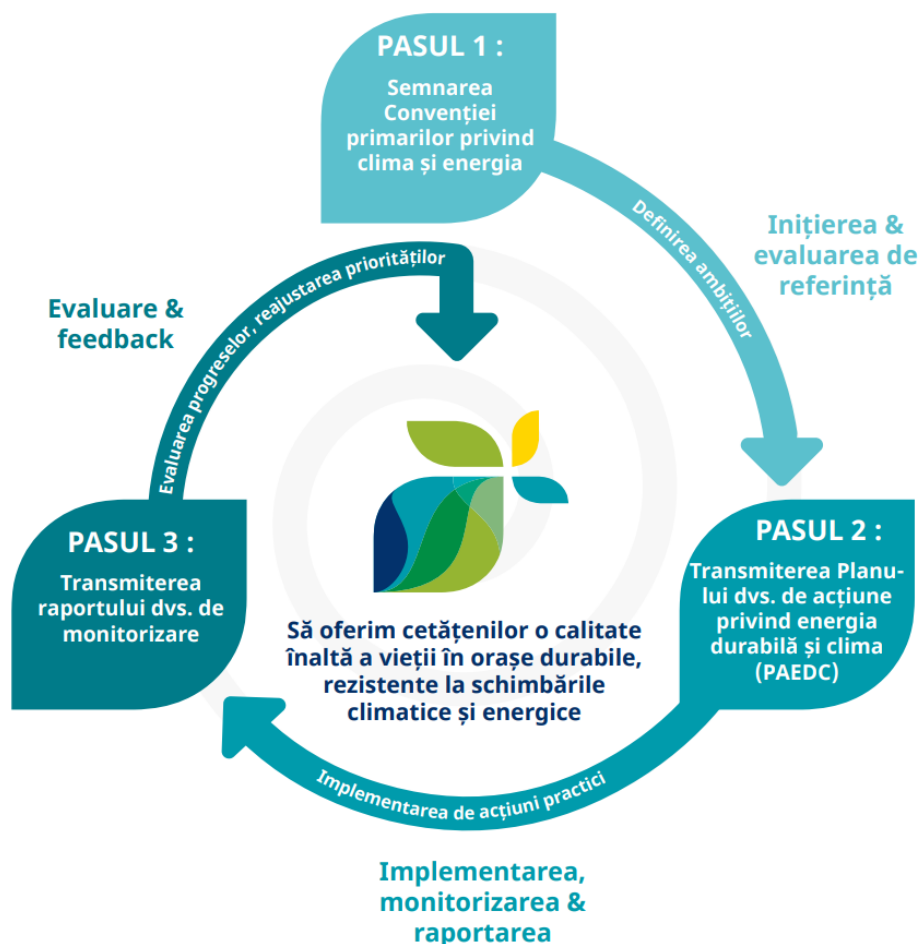 PASUL 1 :
Semnarea
Convenției
primarilor privind
clima și energia
Definirea ambițiilor
Inițierea &
evaluarea de
referință
PASUL 2 :
Transmiterea Planu-
lui dvs. de acțiune
privind energia
durabilă și clima
(PAEDC)
Implementarea de acțiuni practici
Implementarea,
monitorizarea &
raportarea
PASUL 3 :
Transmiterea
raportului dvs. de
monitorizare
Evaluarea progreselor, reajustarea priorităților
Evaluare &
feedback
Să oferim cetățenilor o calitate
înaltă a vieții în orașe durabile,
rezistente la schimbările
climatice și energice